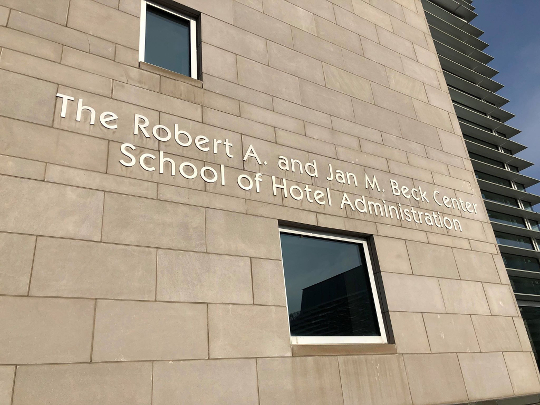 The Robert A. and Jan M. Beck Center
School of Hotel Administration